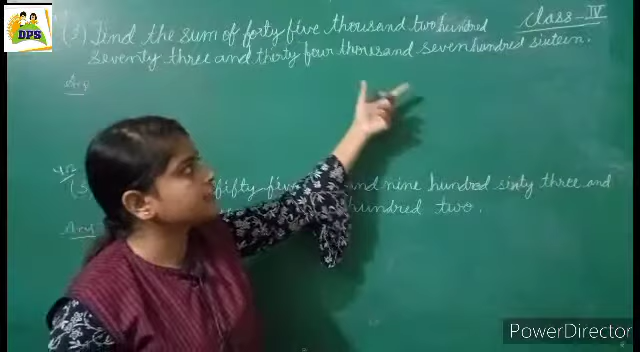 DPS
Class-IV
(3) Find the sum of forty five thousand two hundred
seventy three and thirty four thousand seven hundred sixteen.
Ans
fifty five and nine hundred sixty three and
Ans hundred two.
PowerDirector